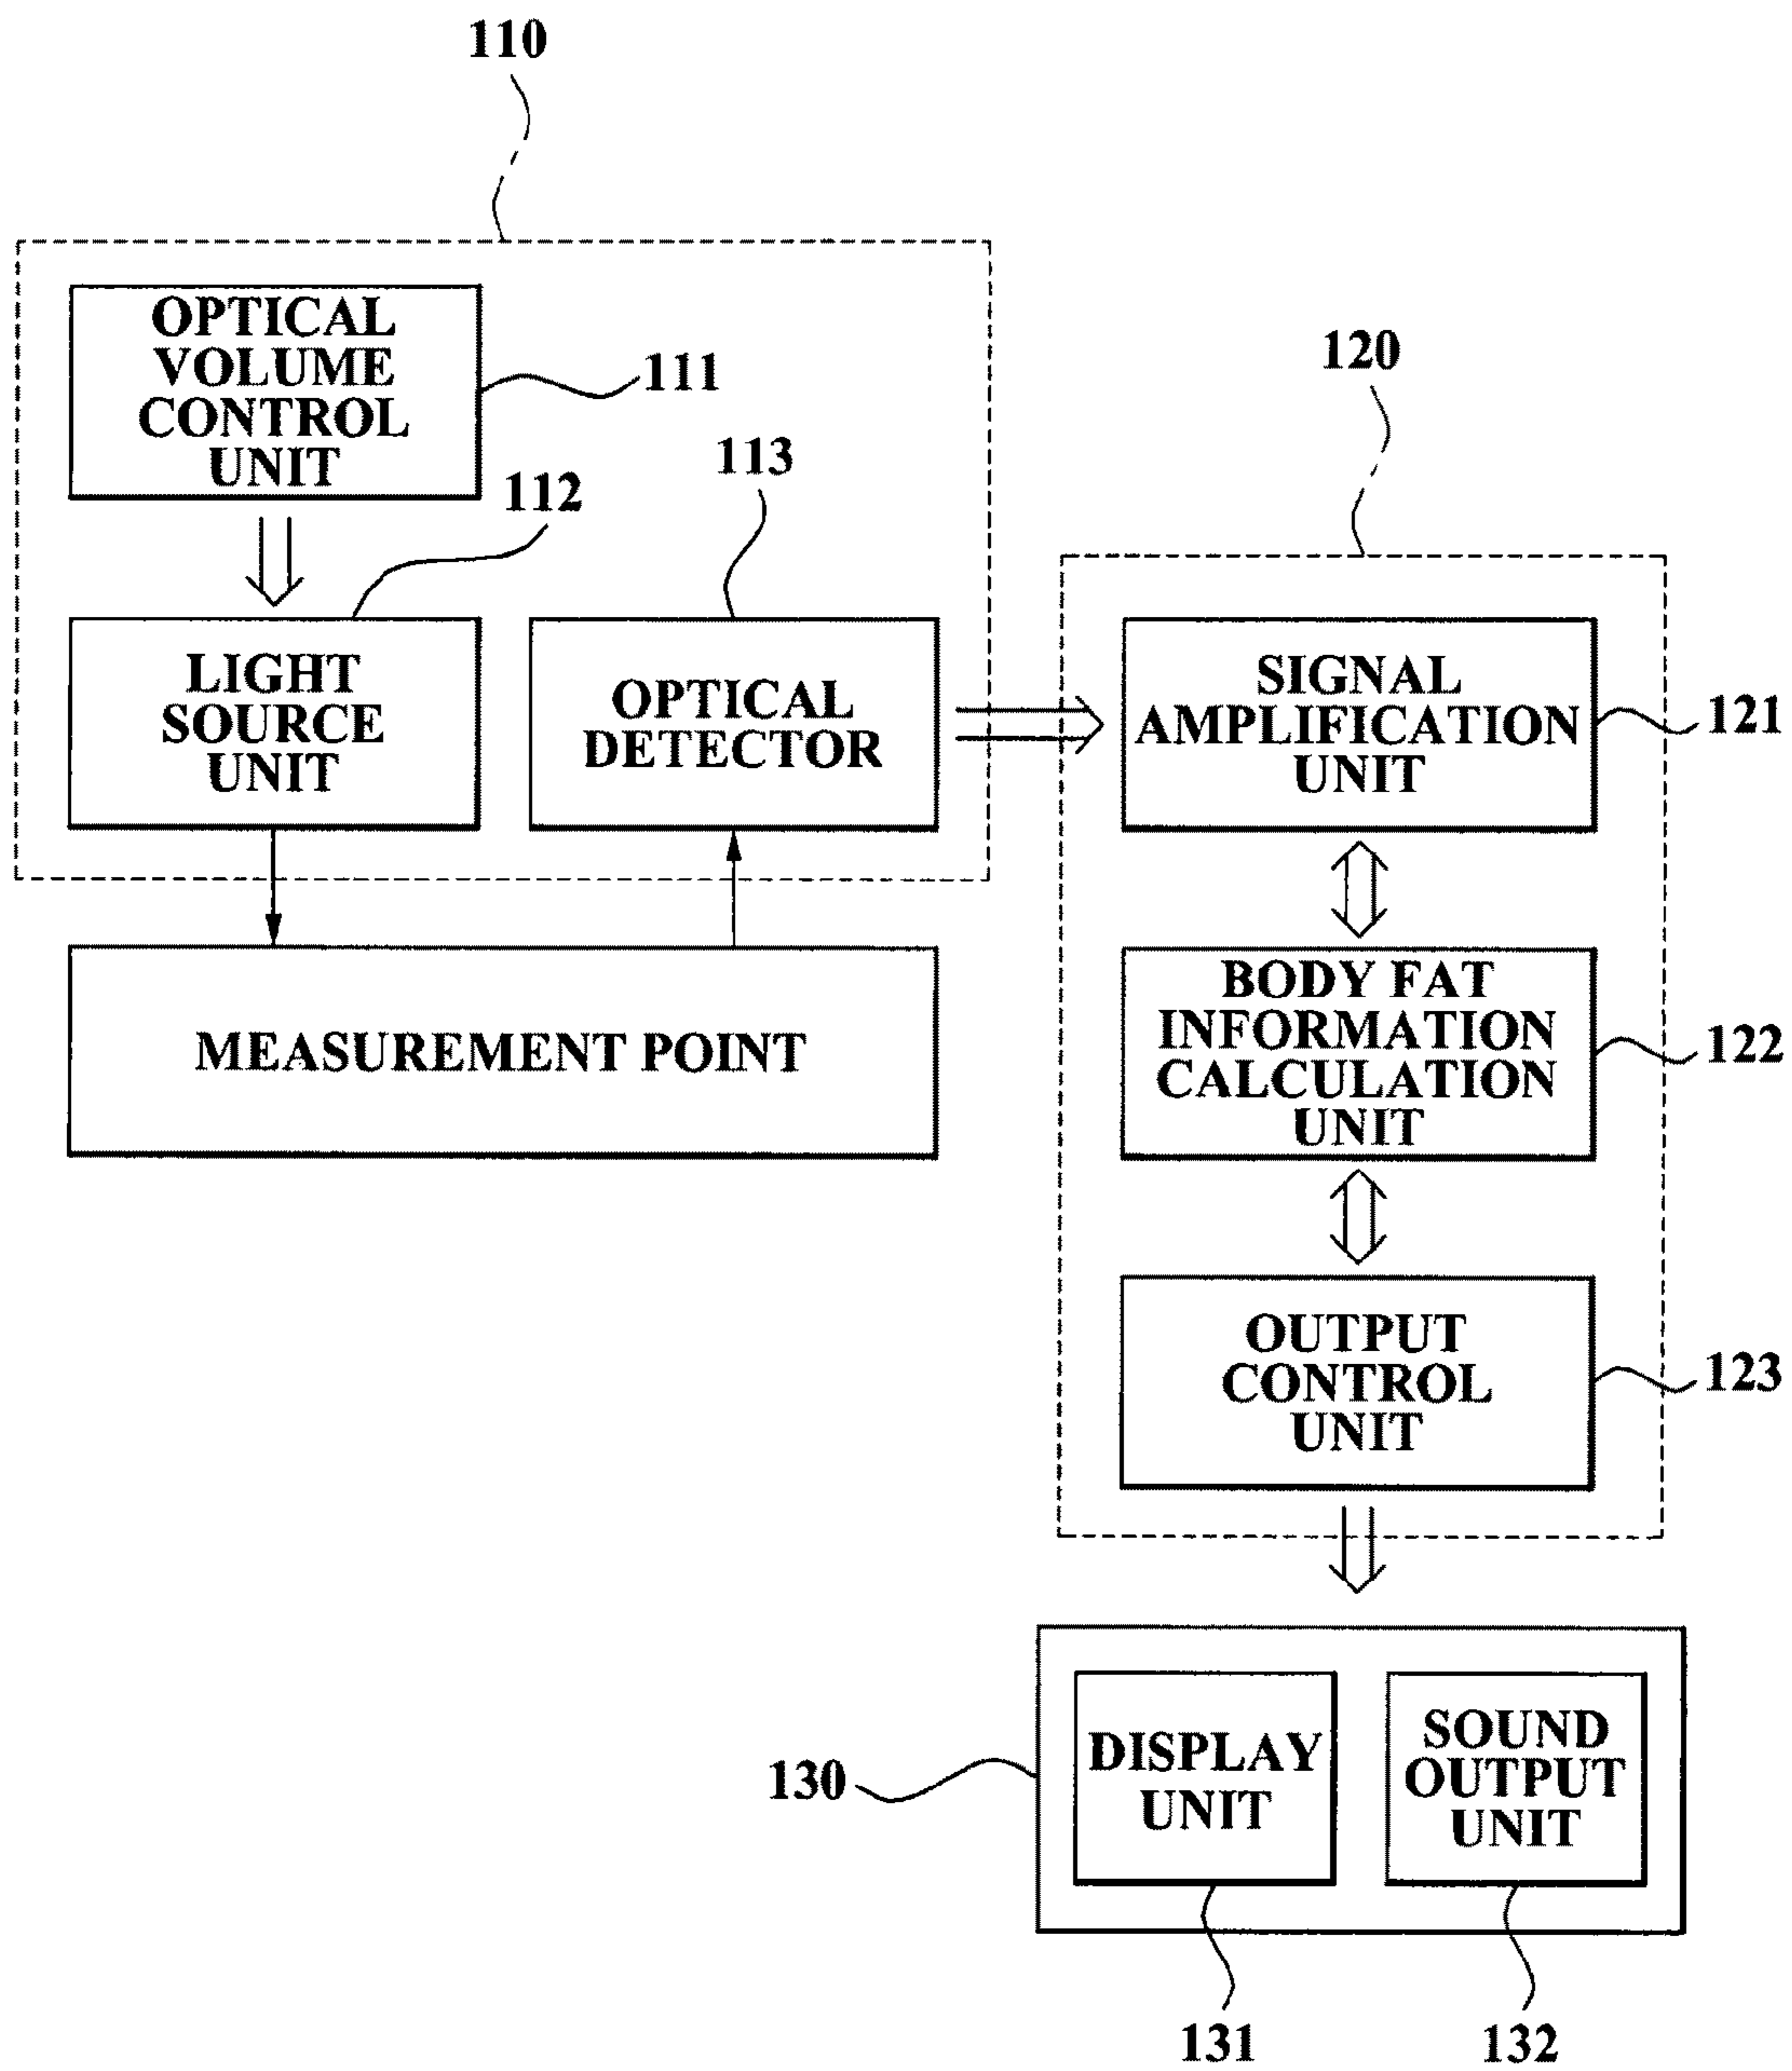 110
OPTICAL
VOLUME
CONTROL
UNIT
111
112
113
LIGHT
SOURCE
UNIT
OPTICAL
DETECTOR
MEASUREMENT POINT
120
SIGNAL
AMPLIFICATION
UNIT
121
BODY FAT
INFORMATION
CALCULATION
UNIT
122
OUTPUT
CONTROL
UNIT
123
130
DISPLAY
UNIT
SOUND
OUTPUT
UNIT
131
132